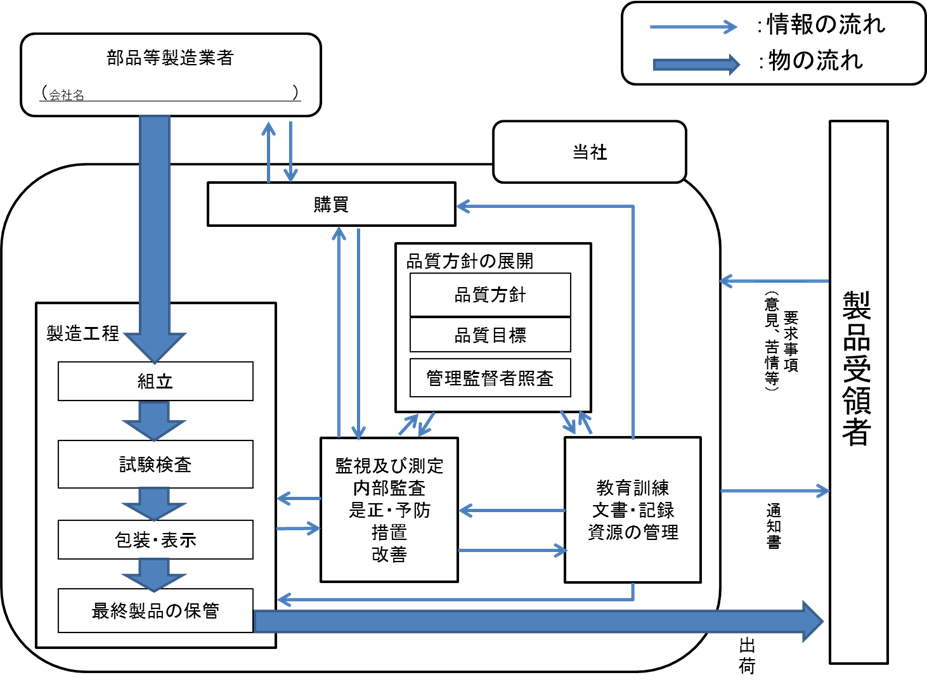 ：情報の流れ
：物の流れ
部品等製造業者
（会社名　　　　　　　　　　）
当社
購買
品質方針の展開
品質方針
品質目標
管理監督者照査
製造工程
組立
試験検査
包装・表示
最終製品の保管
監視及び測定
内部監査
是正・予防
措置
改善
教育訓練
文書・記録
資源の管理
要求事項
（意見、苦情等）
通知書
出荷
製品受領者